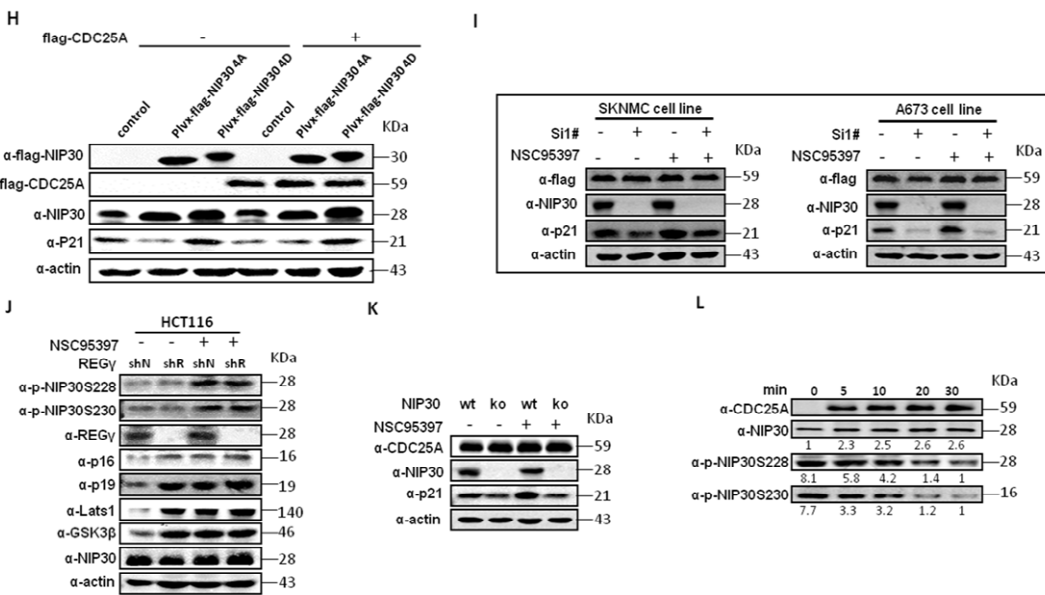 H
flag-CDC25A - +
control Plvx-flag-NIP30 4A Plvx-flag-NIP30 4D control Plvx-flag-NIP30 4A Plvx-flag-NIP30 4D
KDa
α-flag-NIP30 30
flag-CDC25A 59
α-NIP30 28
α-P21 21
α-actin 43
I
SKNMC cell line
Si1# - + - +
NSC95397 - - + + KDa
α-flag 59
α-NIP30 28
α-p21 21
α-actin 43
A673 cell line
Si1# - + - +
NSC95397 - - + + KDa
α-flag 59
α-NIP30 28
α-p21 21
α-actin 43
J
HCT116
NSC95397 - - + +
REGγ shN shR shN shR KDa
α-p-NIP30S228 28
α-p-NIP30S230 28
α-REGγ 28
α-p16 16
α-p19 19
α-Lats1 140
α-GSK3β 46
α-NIP30 28
α-actin 43
K
NIP30 wt ko wt ko
NSC95397 - - + + KDa
α-CDC25A 59
α-NIP30 28
α-p21 21
α-actin 43
L
min 0 5 10 20 30 KDa
α-CDC25A 59
α-NIP30
1 2.3 2.5 2.6 2.6
α-p-NIP30S228 28
8.1 5.8 4.2 1.4 1
α-p-NIP30S230 16
7.7 3.3 3.2 1.2 1